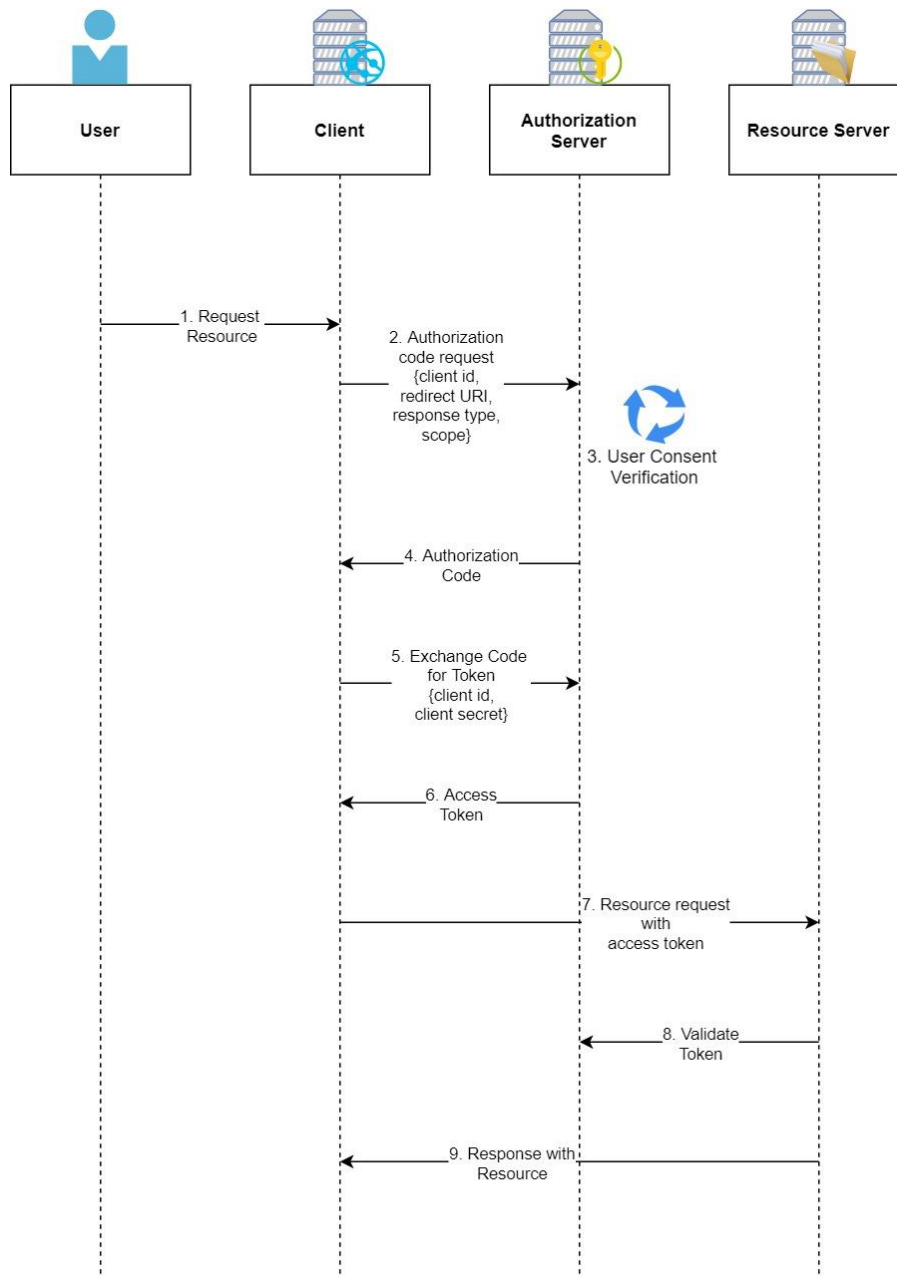 User
Client
Authorization
Server
Resource Server
1. Request
Resource
2. Authorization
code request
{client id,
redirect URI,
response type,
scope}
3. User Consent
Verification
4. Authorization
Code
5. Exchange Code
for Token
{client id,
client secret}
6. Access
Token
7. Resource request
with
access token
8. Validate
Token
9. Response with
Resource